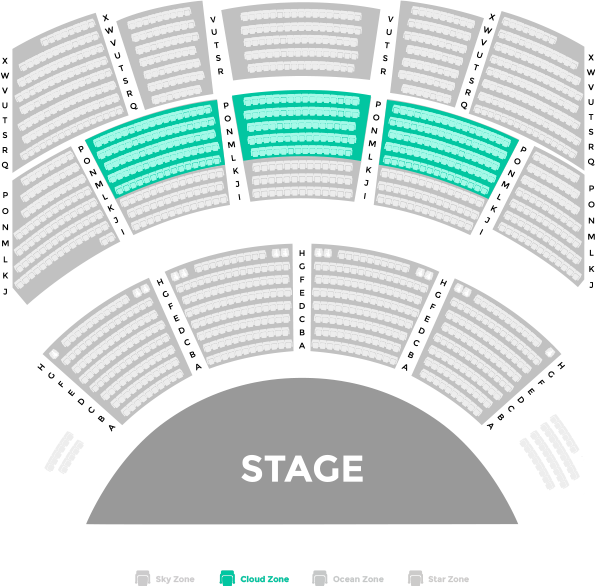 X W V U T S R Q
X W V U T S R Q
V U T S R
V U T S R
X W V U T S R Q
X W V U T S R Q
P O N M L K J
P O N M L K J I
P O N M L K J I
P O N M L K J I
P O N M L K J I
P O N M L K J
H G F E D C B A
H G F E D C B A
H G F E D C B A
H G F E D C B A
H G F E D C B A
STAGE
Sky Zone
Cloud Zone
Ocean Zone
Star Zone